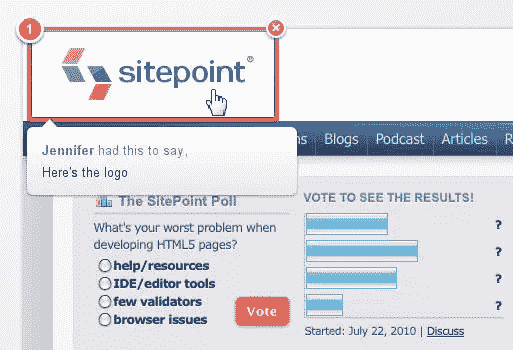 1
sitepoint®
Jennifer had this to say,
Here's the logo
ns Blogs Podcast Articles R
The SitePoint Poll
What's your worst problem when
developing HTML5 pages?
help/resources
IDE/editor tools
few validators
browser issues
Vote
VOTE TO SEE THE RESULTS!
?
?
?
?
Started: July 22, 2010 | Discuss